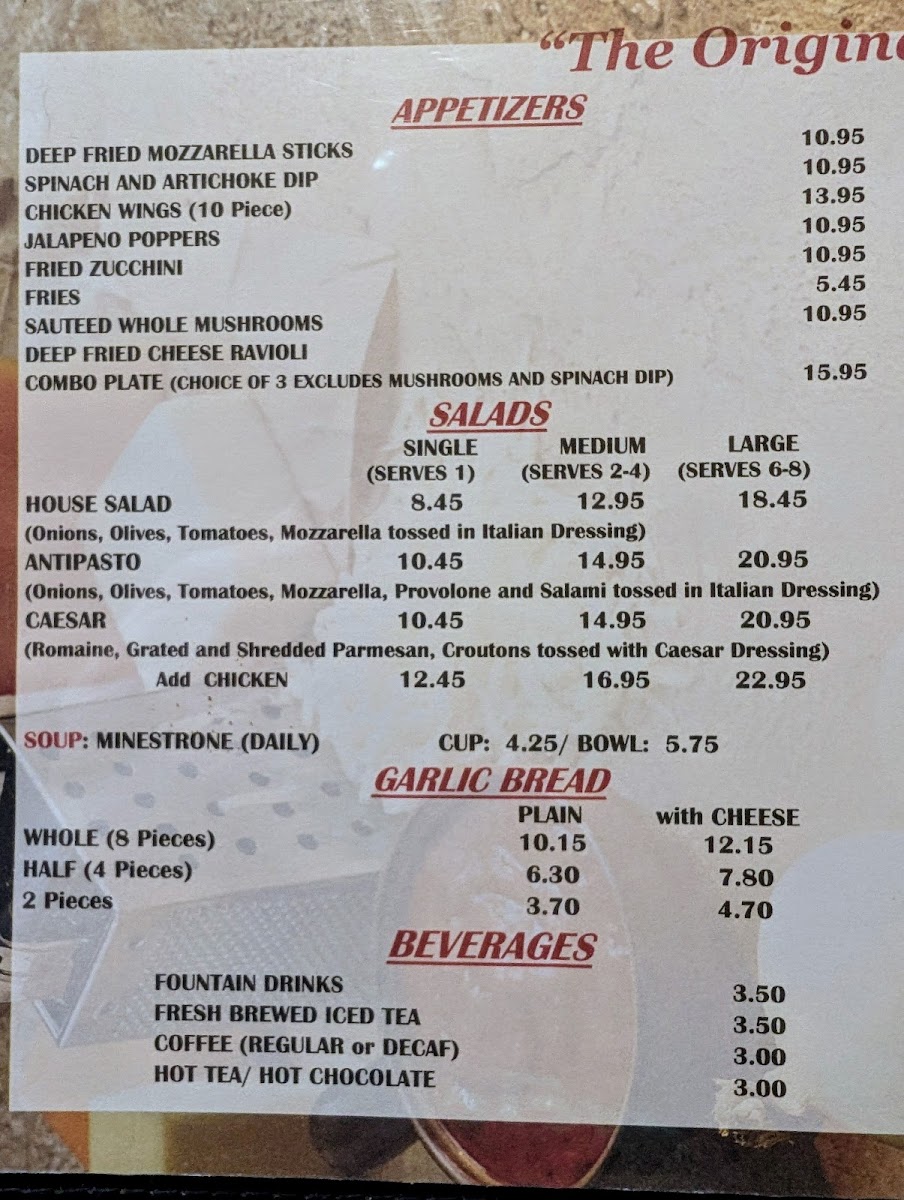 “The Origin
APPETIZERS
DEEP FRIED MOZZARELLA STICKS 10.95
SPINACH AND ARTICHOKE DIP 10.95
CHICKEN WINGS (10 Piece) 13.95
JALAPENO POPPERS 10.95
FRIED ZUCCHINI 10.95
FRIES 5.45
SAUTEED WHOLE MUSHROOMS 10.95
DEEP FRIED CHEESE RAVIOLI
COMBO PLATE (CHOICE OF 3 EXCLUDES MUSHROOMS AND SPINACH DIP) 15.95
SALADS
SINGLE MEDIUM LARGE
(SERVES 1) (SERVES 2-4) (SERVES 6-8)
HOUSE SALAD 8.45 12.95 18.45
(Onions, Olives, Tomatoes, Mozzarella tossed in Italian Dressing)
ANTIPASTO 10.45 14.95 20.95
(Onions, Olives, Tomatoes, Mozzarella, Provolone and Salami tossed in Italian Dressing)
CAESAR 10.45 14.95 20.95
(Romaine, Grated and Shredded Parmesan, Croutons tossed with Caesar Dressing)
Add CHICKEN 12.45 16.95 22.95
SOUP: MINESTRONE (DAILY) CUP: 4.25/ BOWL: 5.75
GARLIC BREAD
PLAIN with CHEESE
WHOLE (8 Pieces) 10.15 12.15
HALF (4 Pieces) 6.30 7.80
2 Pieces 3.70 4.70
BEVERAGES
FOUNTAIN DRINKS 3.50
FRESH BREWED ICED TEA 3.50
COFFEE (REGULAR or DECAF) 3.00
HOT TEA/ HOT CHOCOLATE 3.00